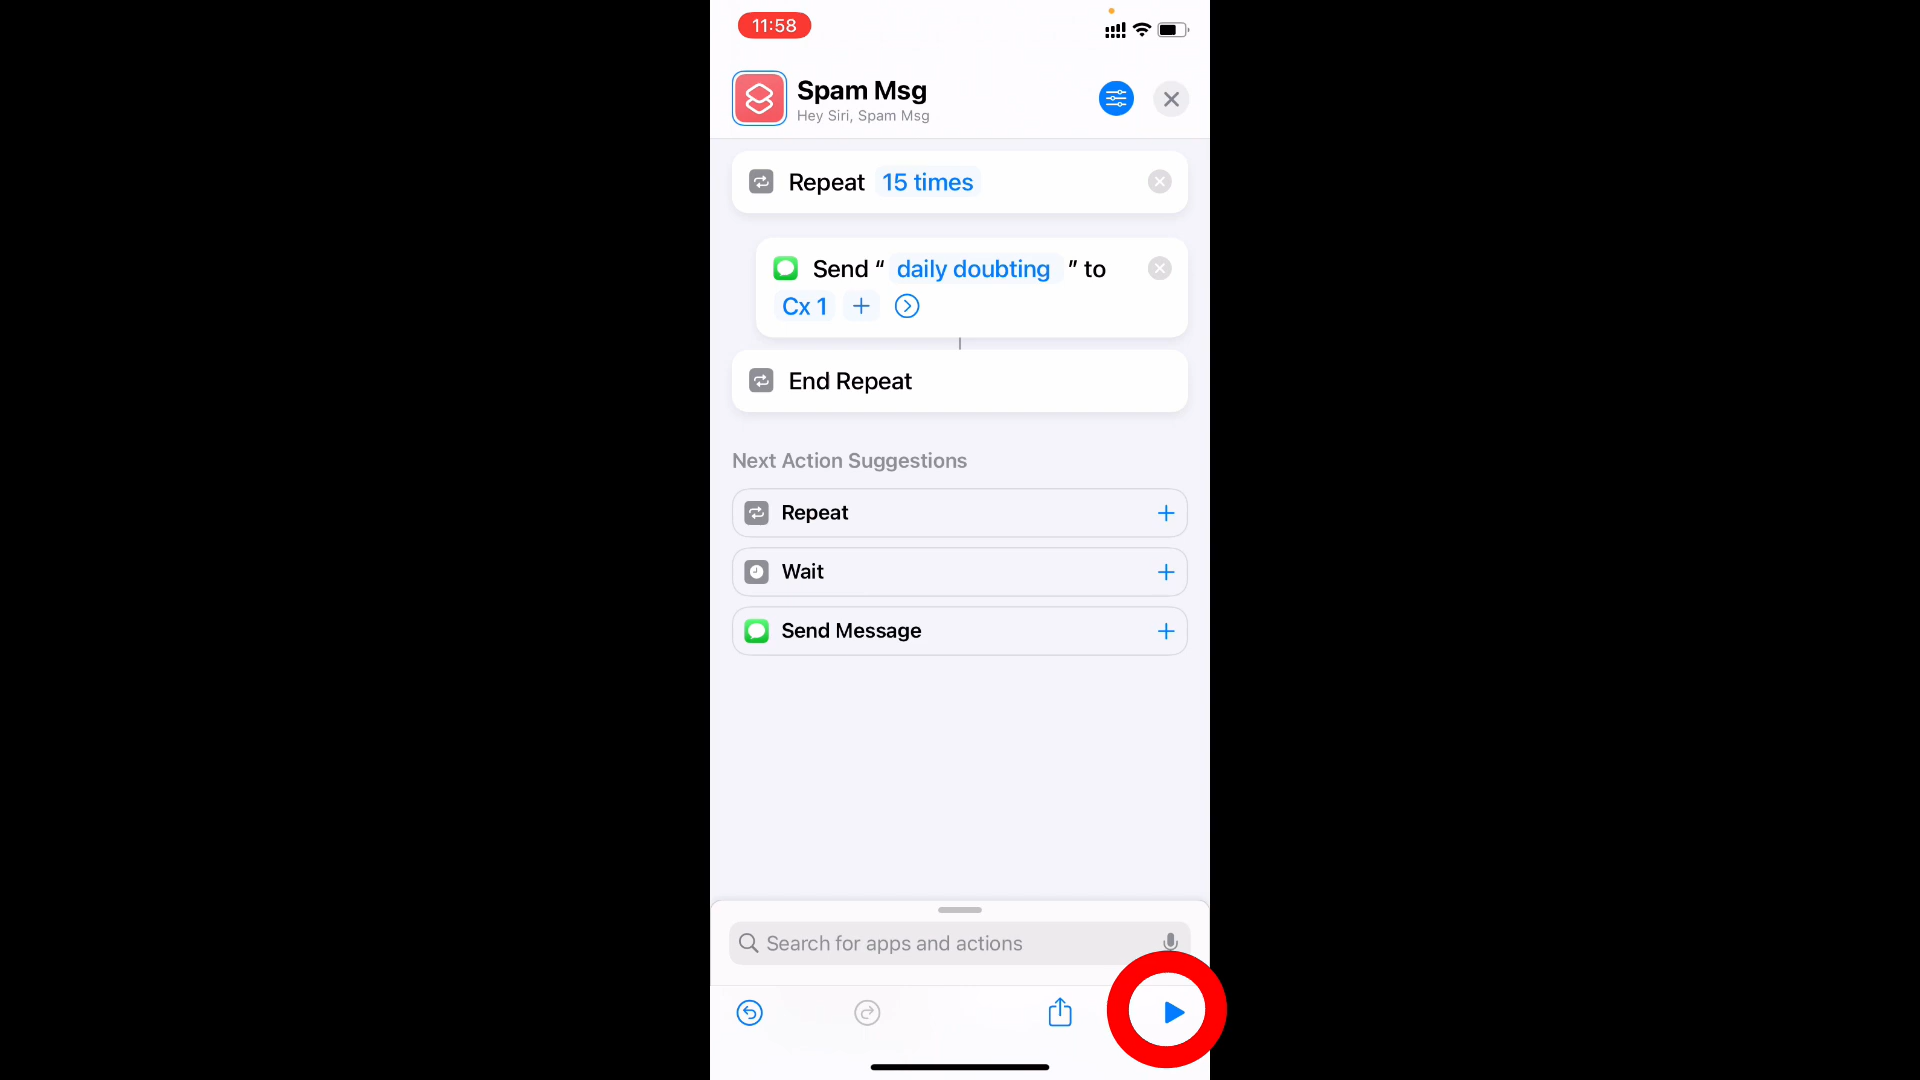 11:58
Spam Msg
Hey Siri, Spam Msg
Repeat 15 times
Send “ daily doubting ” to
Cx 1
End Repeat
Next Action Suggestions
Repeat
Wait
Send Message
Search for apps and actions